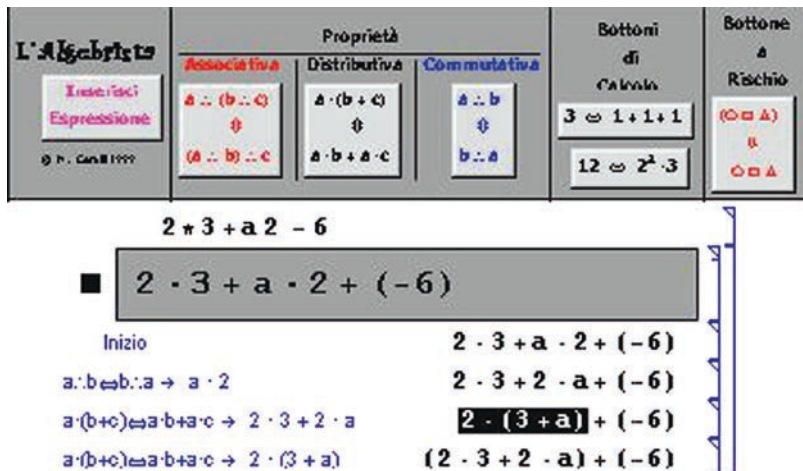 L'Algebrista
Inserisci
Espressione
Proprietà
Associativa
a ∴ (b ∴ c)
⇕
(a ∴ b) ∴ c
Distributiva
a · (b + c)
⇕
a · b + a · c
Commutativa
a ∴ b
⇕
b ∴ a
Bottoni
di
Calcolo
3 ⇔ 1 + 1 + 1
12 ⇔ 2² · 3
Bottone
a
Rischio
(○ □ △)
⇓
○ □ △
2 * 3 + a 2 - 6
■ 2 · 3 + a · 2 + (-6)
Inizio 2 · 3 + a · 2 + (-6)
a∴b⇔b∴a → a · 2 2 · 3 + 2 · a + (-6)
a·(b+c)⇔a·b+a·c → 2 · 3 + 2 · a 2 · (3 + a) + (-6)
a·(b+c)⇔a·b+a·c → 2 · (3 + a) (2 · 3 + 2 · a) + (-6)